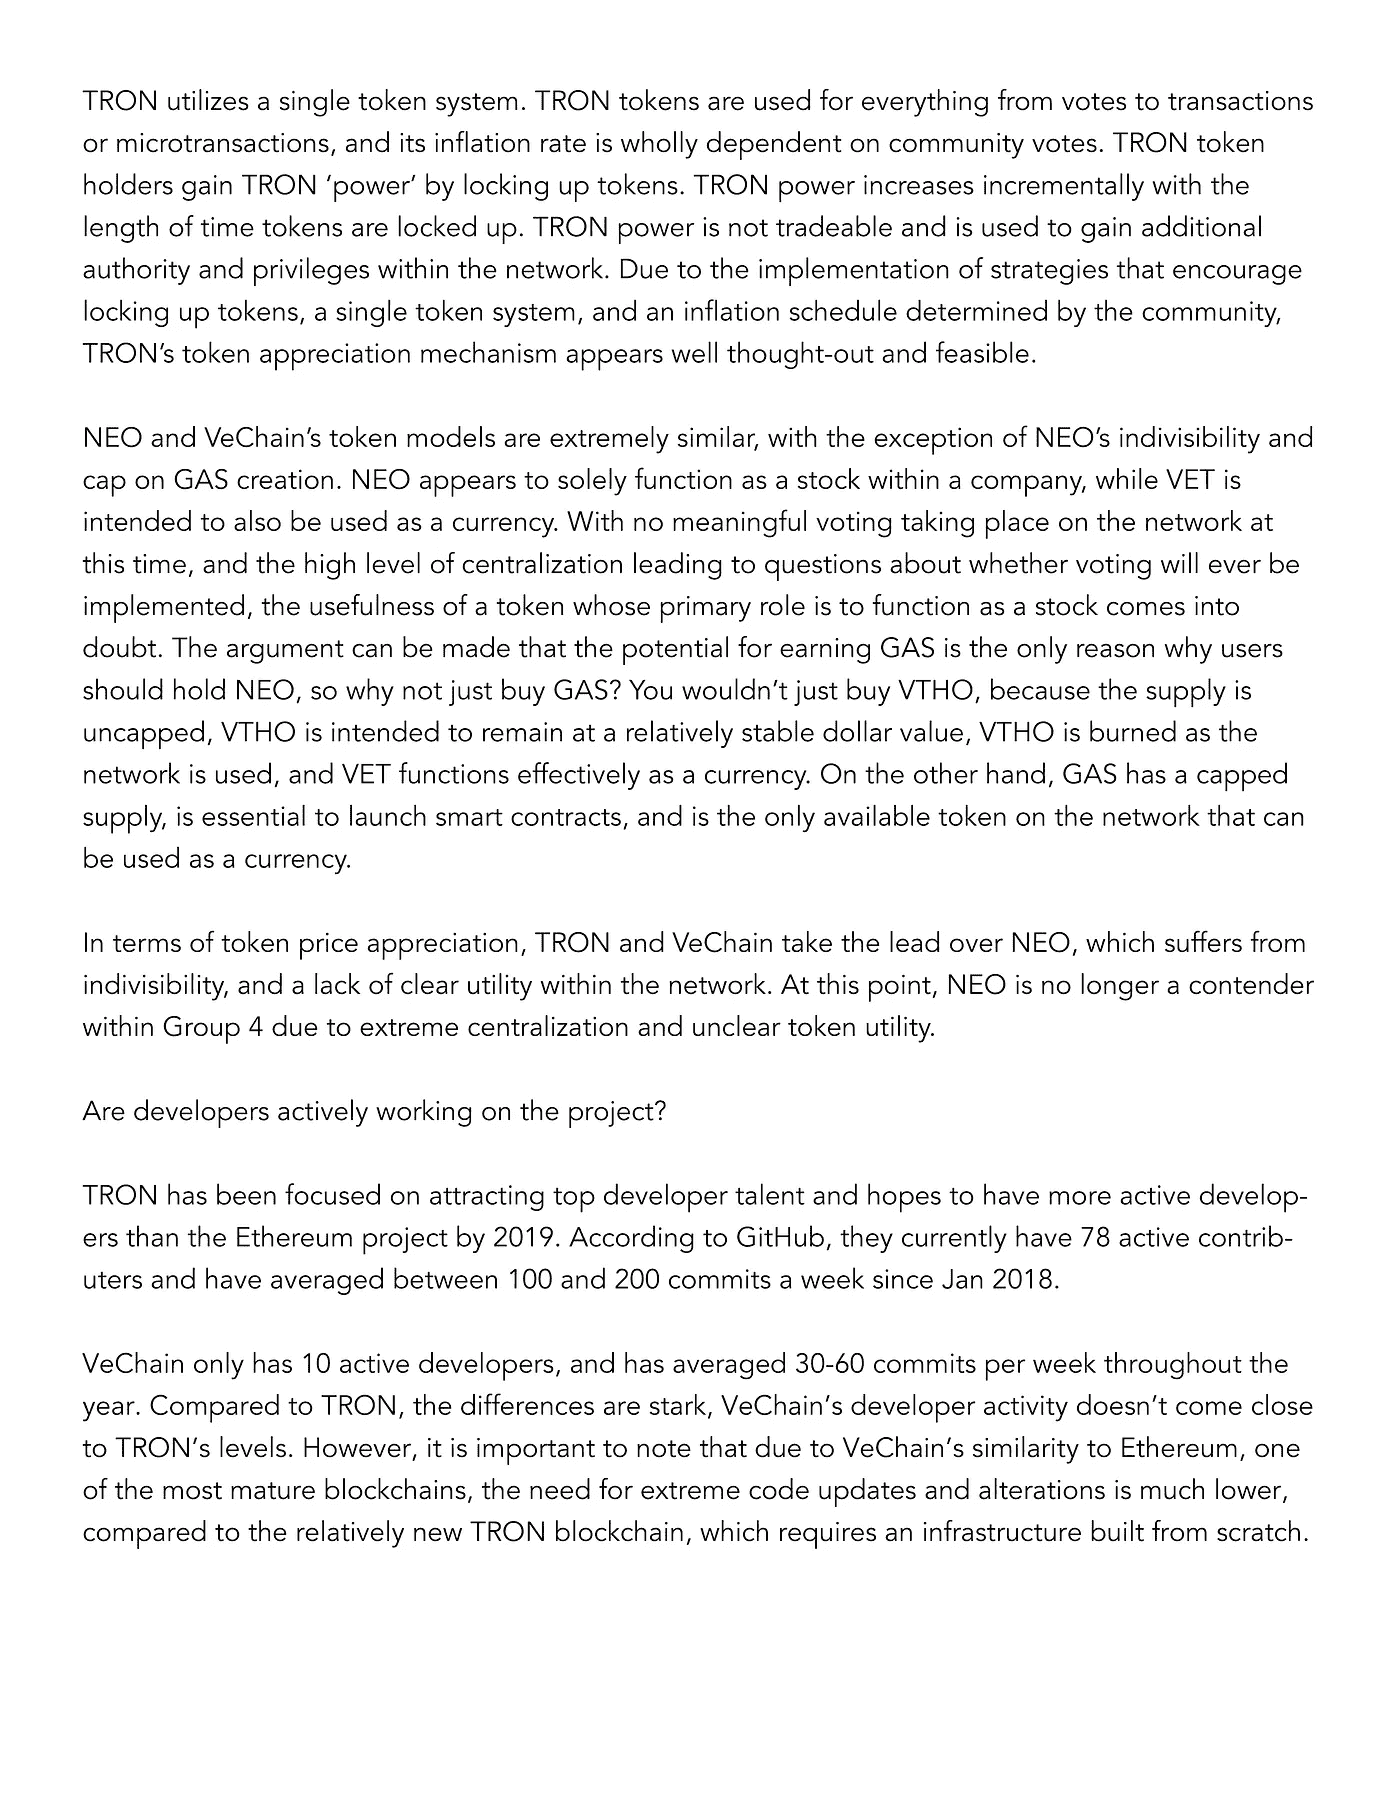 TRON utilizes a single token system. TRON tokens are used for everything from votes to transactions
or microtransactions, and its inflation rate is wholly dependent on community votes. TRON token
holders gain TRON ‘power’ by locking up tokens. TRON power increases incrementally with the
length of time tokens are locked up. TRON power is not tradeable and is used to gain additional
authority and privileges within the network. Due to the implementation of strategies that encourage
locking up tokens, a single token system, and an inflation schedule determined by the community,
TRON’s token appreciation mechanism appears well thought-out and feasible.

NEO and VeChain’s token models are extremely similar, with the exception of NEO’s indivisibility and
cap on GAS creation. NEO appears to solely function as a stock within a company, while VET is
intended to also be used as a currency. With no meaningful voting taking place on the network at
this time, and the high level of centralization leading to questions about whether voting will ever be
implemented, the usefulness of a token whose primary role is to function as a stock comes into
doubt. The argument can be made that the potential for earning GAS is the only reason why users
should hold NEO, so why not just buy GAS? You wouldn’t just buy VTHO, because the supply is
uncapped, VTHO is intended to remain at a relatively stable dollar value, VTHO is burned as the
network is used, and VET functions effectively as a currency. On the other hand, GAS has a capped
supply, is essential to launch smart contracts, and is the only available token on the network that can
be used as a currency.

In terms of token price appreciation, TRON and VeChain take the lead over NEO, which suffers from
indivisibility, and a lack of clear utility within the network. At this point, NEO is no longer a contender
within Group 4 due to extreme centralization and unclear token utility.

Are developers actively working on the project?

TRON has been focused on attracting top developer talent and hopes to have more active develop-
ers than the Ethereum project by 2019. According to GitHub, they currently have 78 active contrib-
uters and have averaged between 100 and 200 commits a week since Jan 2018.

VeChain only has 10 active developers, and has averaged 30-60 commits per week throughout the
year. Compared to TRON, the differences are stark, VeChain’s developer activity doesn’t come close
to TRON’s levels. However, it is important to note that due to VeChain’s similarity to Ethereum, one
of the most mature blockchains, the need for extreme code updates and alterations is much lower,
compared to the relatively new TRON blockchain, which requires an infrastructure built from scratch.